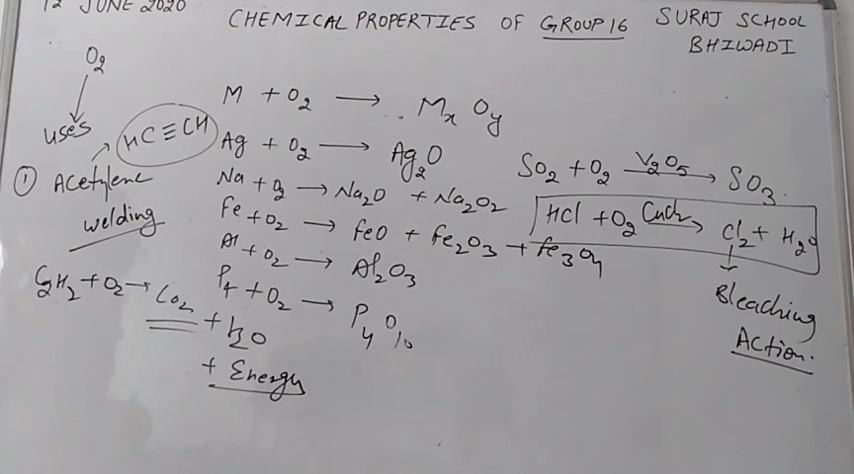 12 JUNE 2020
CHEMICAL PROPERTIES OF GROUP 16
SURAJ SCHOOL
BHIWADI
O₂
uses
① Acetylene
welding
HC≡CH
C₂H₂ + O₂ → CO₂
+ H₂O
+ Energy
M + O₂ → MₓOᵧ
Ag + O₂ → Ag₂O
Na + O₂ → Na₂O + Na₂O₂
Fe + O₂ → FeO + Fe₂O₃ + Fe₃O₄
Al + O₂ → Al₂O₃
P₄ + O₂ → P₄O₁₀
SO₂ + O₂ V₂O₅→ SO₃
HCl + O₂ CuCl₂→ Cl₂ + H₂O
Bleaching
Action.